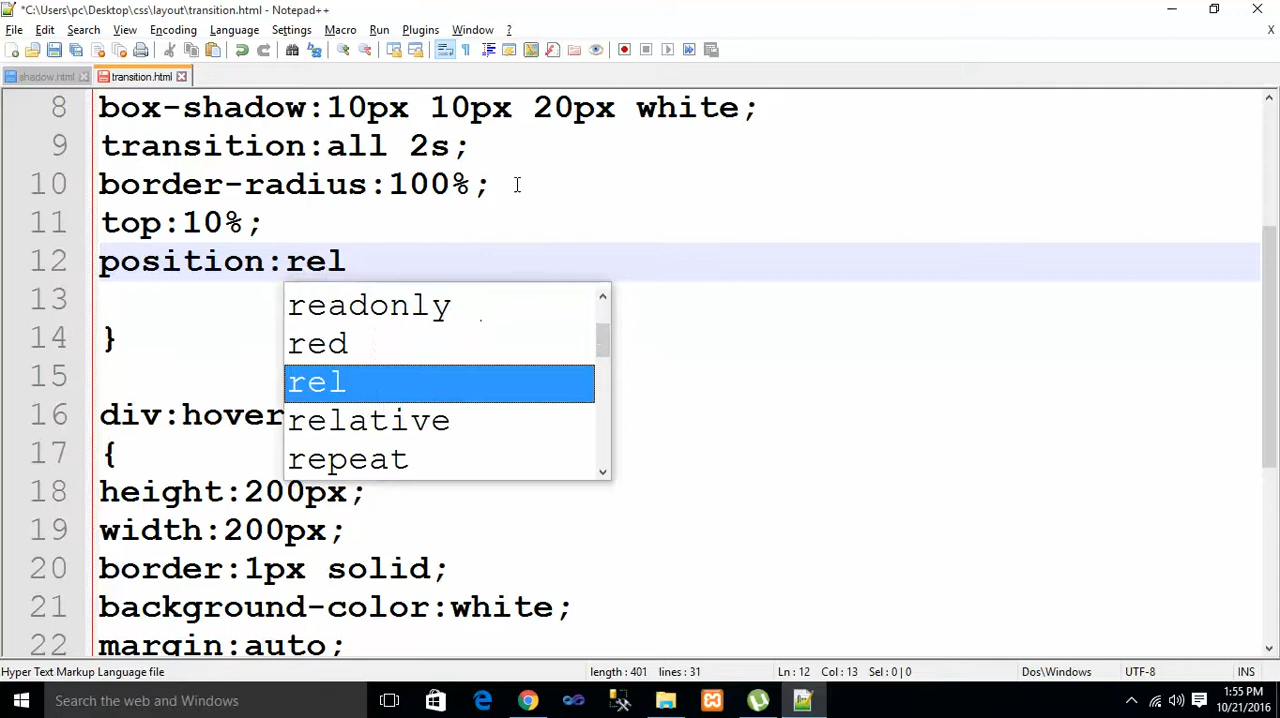 *C:\Users\pc\Desktop\css\layout\transition.html - Notepad++
File Edit Search View Encoding Language Settings Macro Run Plugins Window ? X
shadow.html transition.html
8 box-shadow:10px 10px 20px white;
9 transition:all 2s;
10 border-radius:100%;
11 top:10%;
12 position:rel
13 readonly
red
14 }
15 rel
16 div:hover relative
17 { repeat
18 height:200px;
19 width:200px;
20 border:1px solid;
21 background-color:white;
22 margin:auto;
Hyper Text Markup Language file length : 401 lines : 31 Ln : 12 Col : 13 Sel : 0 | 0 Dos\Windows UTF-8 INS
Search the web and Windows 1:55 PM
10/21/2016